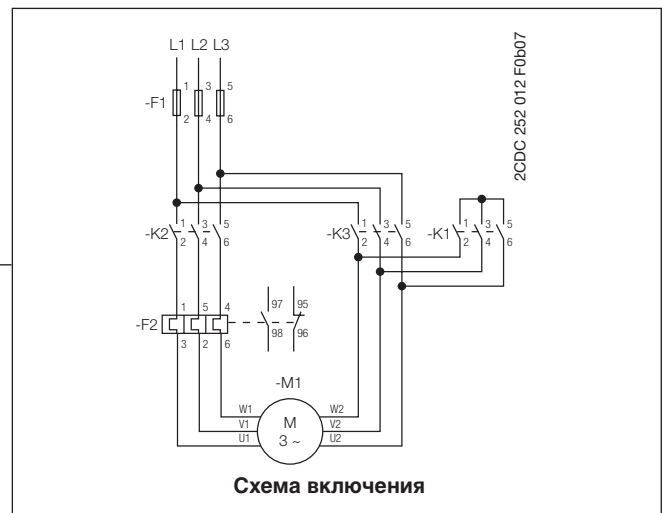 L1 L2 L3
2CDC 252 012 F0b07
-F1
1 3 5
2 4 6
-K2
1 3 5
2 4 6
-K3
1 3 5
2 4 6
-K1
1 3 5
2 4 6
-F2
1 5 4
3 2 6
97 95
98 96
-M1
W1 W2
V1 V2
U1 U2
M
3 ~
Схема включения